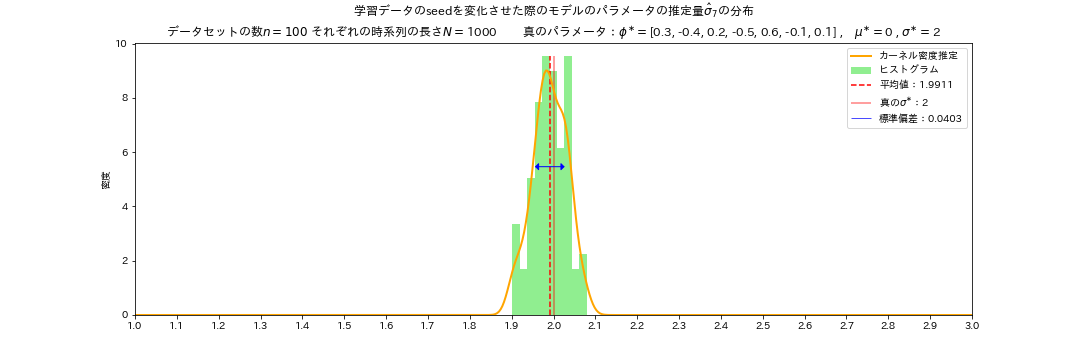 学習データのseedを変化させた際のモデルのパラメータの推定量σ̂₇の分布
データセットの数n = 100 それぞれの時系列の長さN = 1000 真のパラメータ：ϕ* = [0.3, -0.4, 0.2, -0.5, 0.6, -0.1, 0.1] , μ* = 0 , σ* = 2
カーネル密度推定
ヒストグラム
平均値：1.9911
真のσ*：2
標準偏差：0.0403
密度
10
8
6
4
2
0
1.0 1.1 1.2 1.3 1.4 1.5 1.6 1.7 1.8 1.9 2.0 2.1 2.2 2.3 2.4 2.5 2.6 2.7 2.8 2.9 3.0